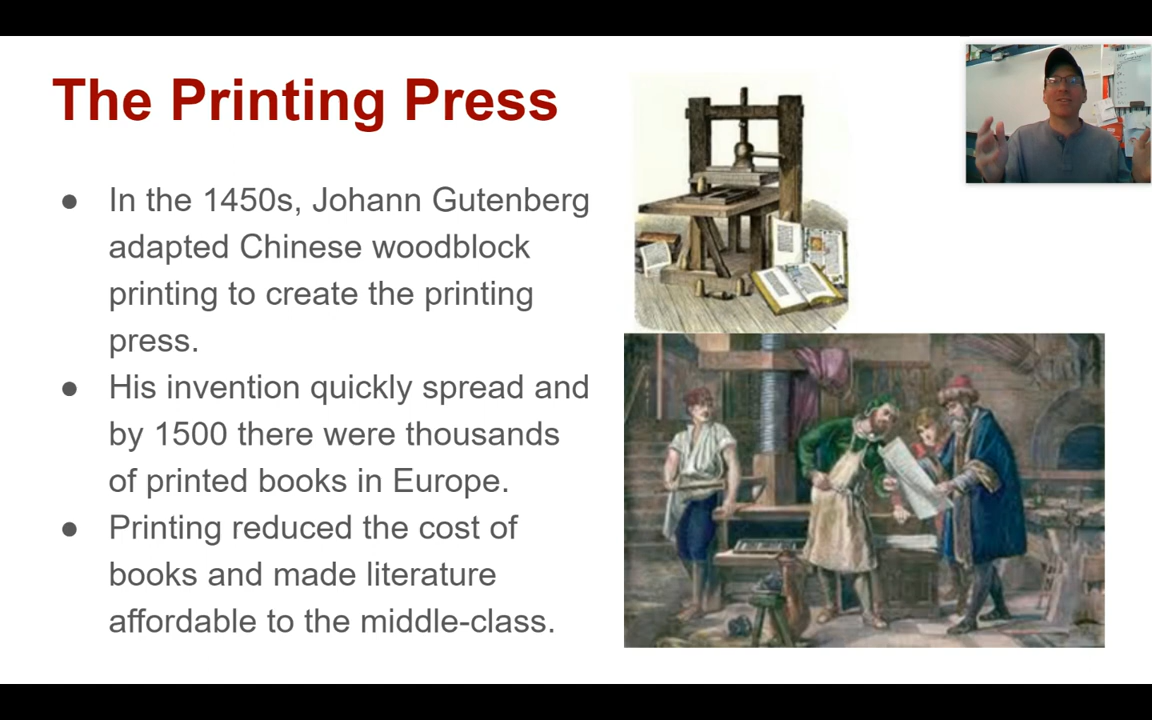 The Printing Press
● In the 1450s, Johann Gutenberg
adapted Chinese woodblock
printing to create the printing
press.
● His invention quickly spread and
by 1500 there were thousands
of printed books in Europe.
● Printing reduced the cost of
books and made literature
affordable to the middle-class.